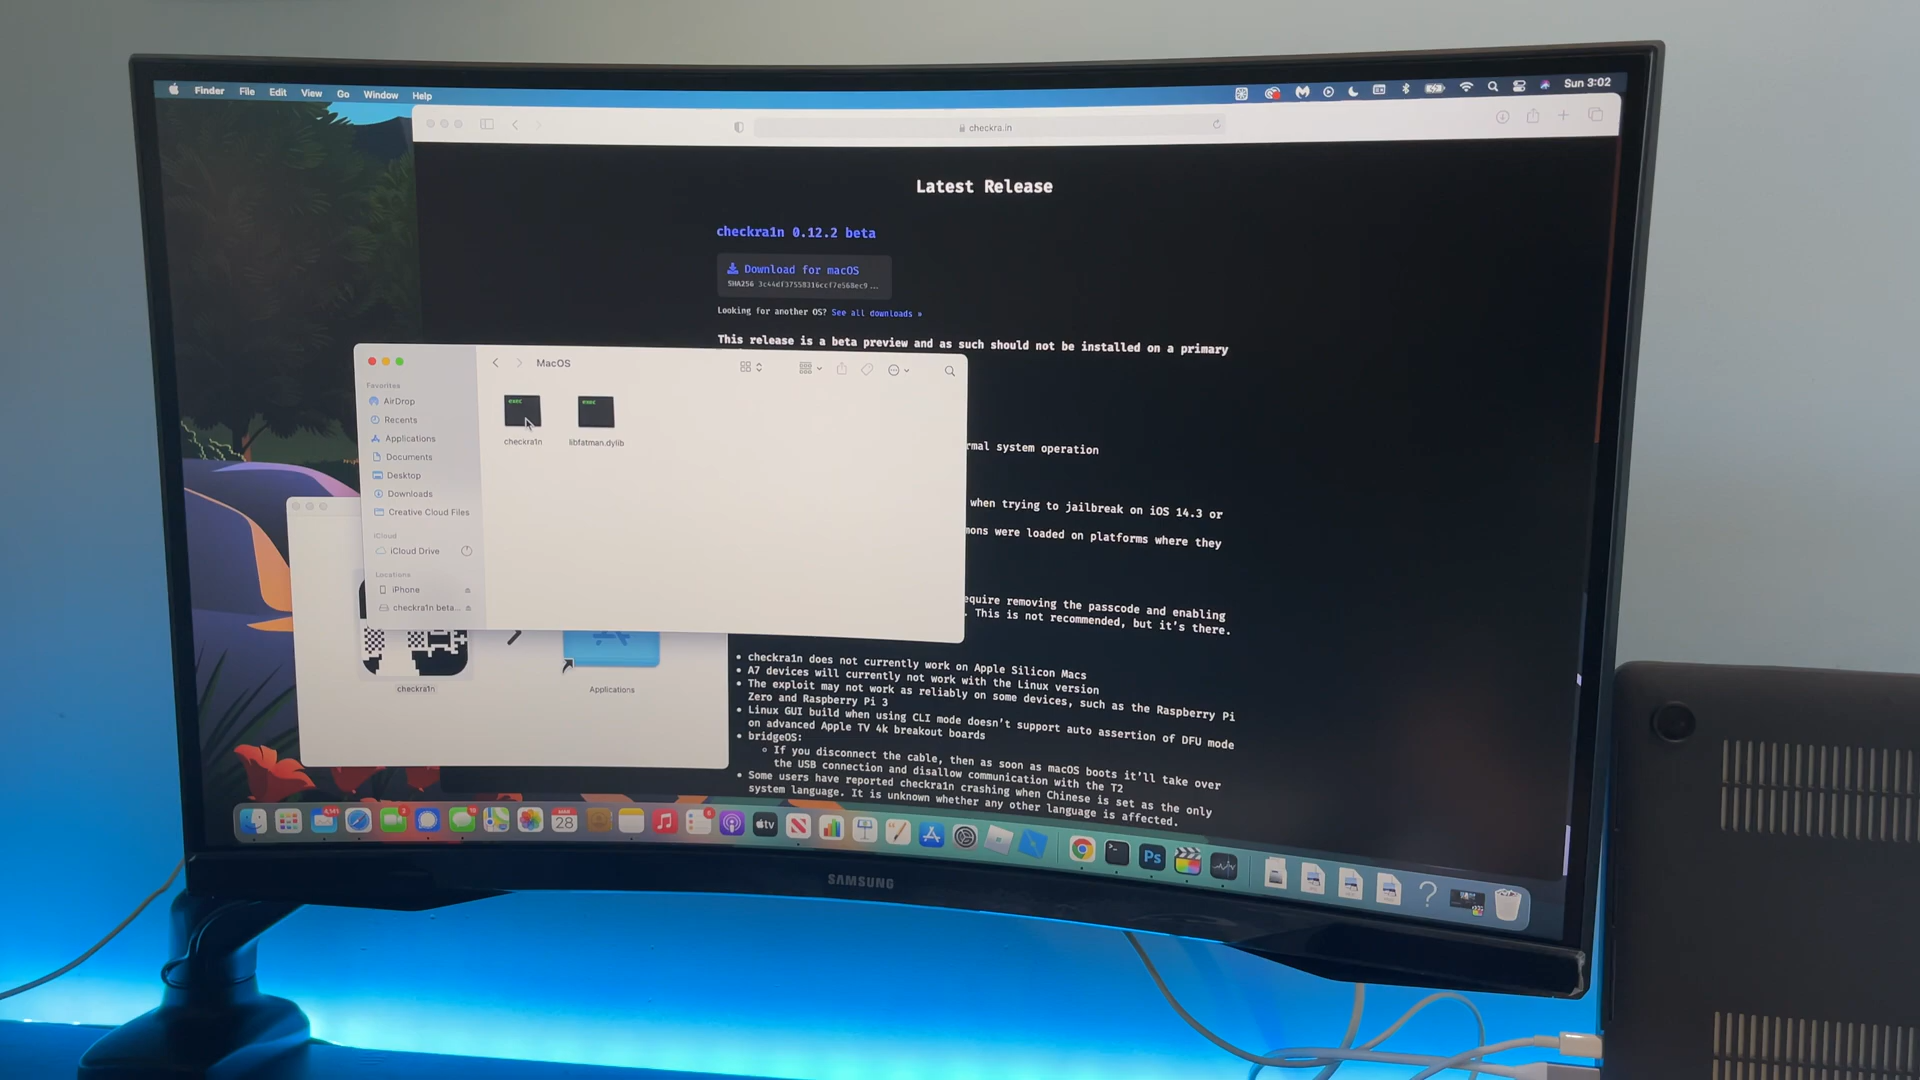 Finder File Edit View Go Window Help
Sun 3:02
checkra.in
Latest Release
checkra1n 0.12.2 beta
Download for macOS
SHA256 3c44df37558316ccf7e568ec9 ...
Looking for another OS? See all downloads »
This release is a beta preview and as such should not be installed on a primary
MacOS
Favorites
AirDrop
Recents
Applications
Documents
Desktop
Downloads
Creative Cloud Files
iCloud
iCloud Drive
Locations
iPhone
checkra1n beta...
exec
checkra1n
exec
libfatman.dylib
rmal system operation
when trying to jailbreak on iOS 14.3 or
mons were loaded on platforms where they
equire removing the passcode and enabling
. This is not recommended, but it's there.
checkra1n
Applications
• checkra1n does not currently work on Apple Silicon Macs
• A7 devices will currently not work with the Linux version
• The exploit may not work as reliably on some devices, such as the Raspberry Pi
Zero and Raspberry Pi 3
• Linux GUI build when using CLI mode doesn't support auto assertion of DFU mode
on advanced Apple TV 4k breakout boards
• bridgeOS:
If you disconnect the cable, then as soon as macOS boots it'll take over
the USB connection and disallow communication with the T2
• Some users have reported checkra1n crashing when Chinese is set as the only
system language. It is unknown whether any other language is affected.
28
tv
Ps
SAMSUNG